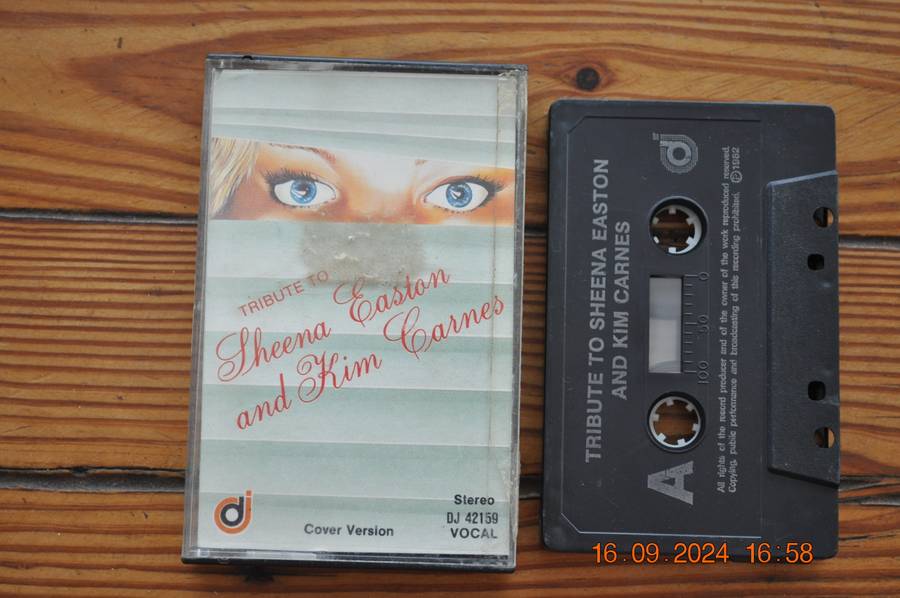 TRIBUTE TO
Sheena Easton
and Kim Carnes
dj
Cover Version
Stereo
DJ 42159
VOCAL
TRIBUTE TO SHEENA EASTON
AND KIM CARNES
A
100 50 0
dj
All rights of the record producer and of the owner of the work reproduced reserved.
Copying, public performance and broadcasting of this recording prohibited. ℗1982
16.09.2024 16:58